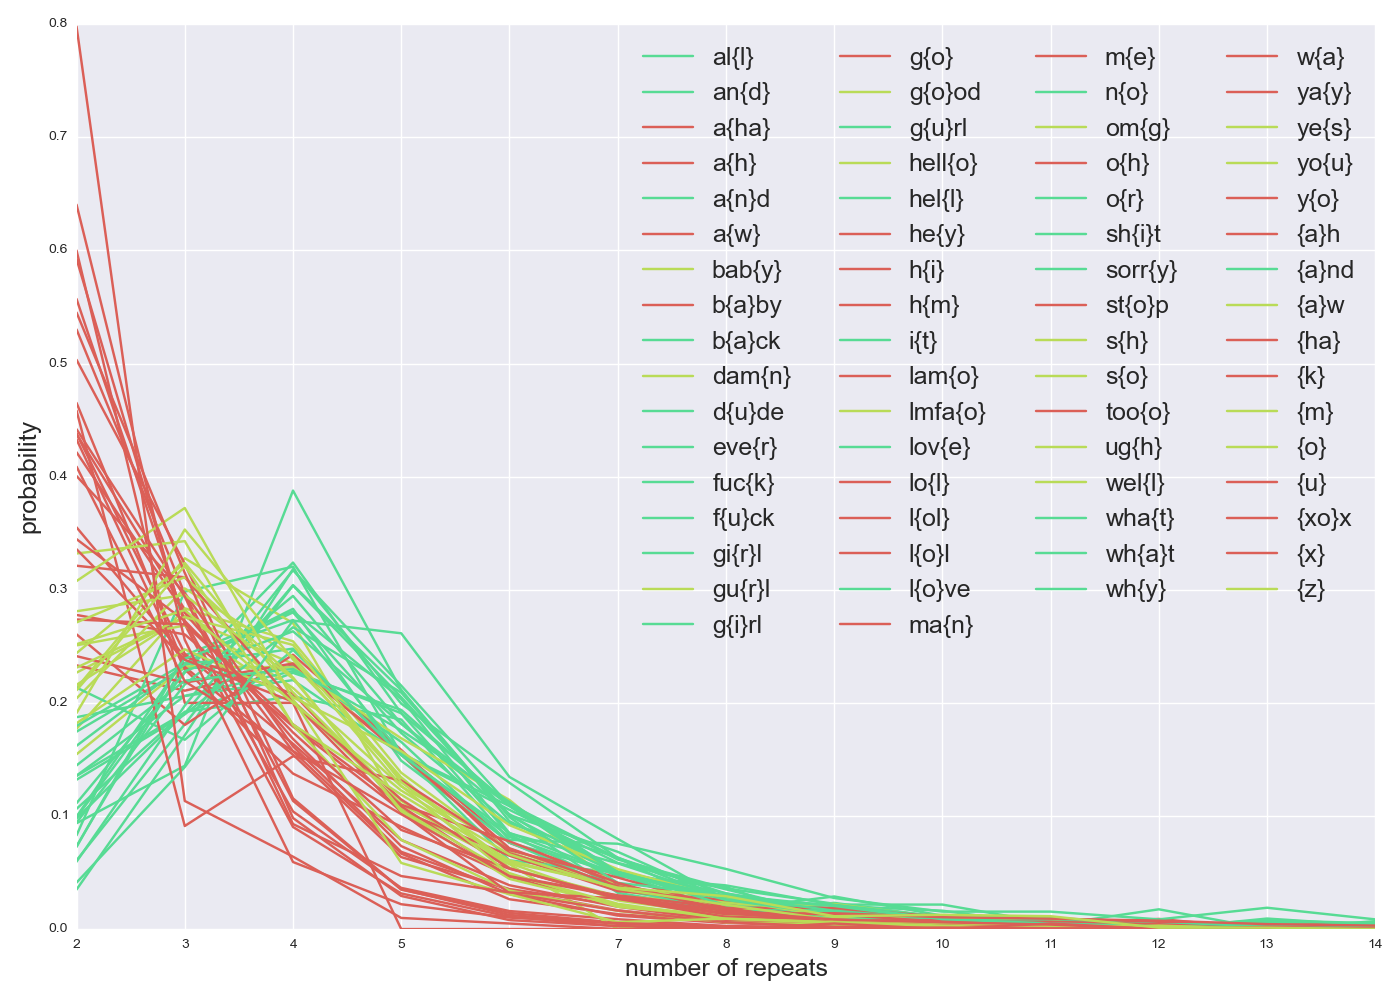 0.8
0.7
0.6
0.5
0.4
0.3
0.2
0.1
0.0
probability
2 3 4 5 6 7 8 9 10 11 12 13 14
number of repeats
al{l}
an{d}
a{ha}
a{h}
a{n}d
a{w}
bab{y}
b{a}by
b{a}ck
dam{n}
d{u}de
eve{r}
fuc{k}
f{u}ck
gi{r}l
gu{r}l
g{i}rl
g{o}
g{o}od
g{u}rl
hell{o}
hel{l}
he{y}
h{i}
h{m}
i{t}
lam{o}
lmfa{o}
lov{e}
lo{l}
l{ol}
l{o}l
l{o}ve
ma{n}
m{e}
n{o}
om{g}
o{h}
o{r}
sh{i}t
sorr{y}
st{o}p
s{h}
s{o}
too{o}
ug{h}
wel{l}
wha{t}
wh{a}t
wh{y}
w{a}
ya{y}
ye{s}
yo{u}
y{o}
{a}h
{a}nd
{a}w
{ha}
{k}
{m}
{o}
{u}
{xo}x
{x}
{z}